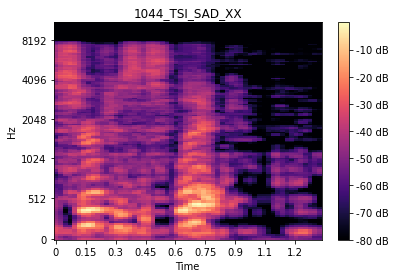 1044_TSI_SAD_XX
8192
4096
2048
1024
512
0
Hz
0 0.15 0.3 0.45 0.6 0.75 0.9 1.1 1.2
Time
-10 dB
-20 dB
-30 dB
-40 dB
-50 dB
-60 dB
-70 dB
-80 dB